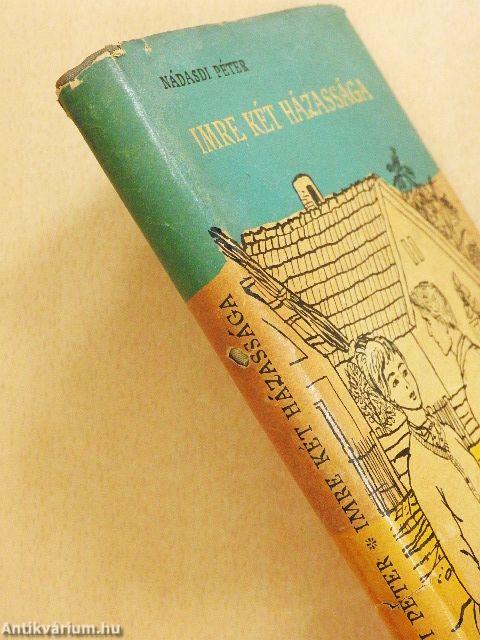 NÁDASDI PÉTER
IMRE KÉT HÁZASSÁGA
I PÉTER * IMRE KÉT HÁZASSÁGA
Antikvárium.hu